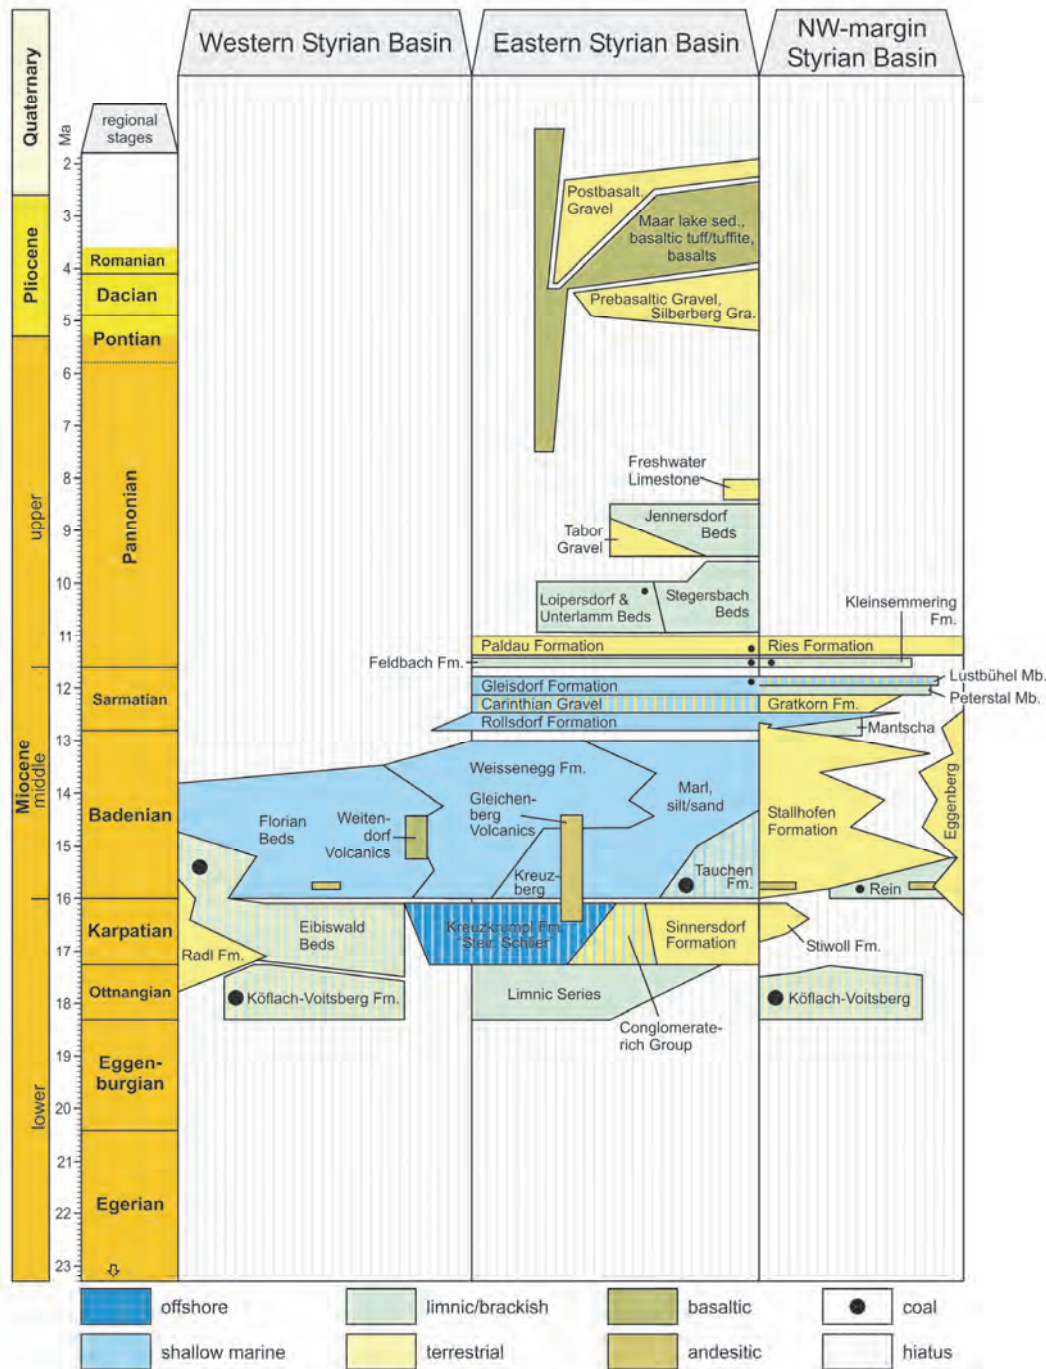 Western Styrian Basin
Eastern Styrian Basin
NW-margin
Styrian Basin
Quaternary
Pliocene
Miocene
upper
middle
lower
Ma
regional
stages
2
3
4
5
6
7
8
9
10
11
12
13
14
15
16
17
18
19
20
21
22
23
Romanian
Dacian
Pontian
Pannonian
Sarmatian
Badenian
Karpatian
Ottnangian
Eggen-
burgian
Egerian
Postbasalt.
Gravel
Maar lake sed.,
basaltic tuff/tuffite,
basalts
Prebasaltic Gravel,
Silberberg Gra.
Freshwater
Limestone
Jennersdorf
Beds
Tabor
Gravel
Loipersdorf &
Unterlamm Beds
Stegersbach
Beds
Kleinsemmering
Fm.
Paldau Formation
Ries Formation
Feldbach Fm.
Lustbühel Mb.
Gleisdorf Formation
Peterstal Mb.
Carinthian Gravel
Gratkorn Fm.
Rollsdorf Formation
Mantscha
Weissenegg Fm.
Marl,
silt/sand
Gleichen-
berg
Volcanics
Florian
Beds
Weiten-
dorf
Volcanics
Stallhofen
Formation
Eggenberg
Kreuz-
berg
Tauchen
Fm.
Rein
Eibiswald
Beds
Kreuzkrumpl Fm.
"Steir. Schlier"
Sinnersdorf
Formation
Stiwoll Fm.
Radl Fm.
Köflach-Voitsberg Fm.
Limnic Series
Köflach-Voitsberg
Conglomerate-
rich Group
offshore
limnic/brackish
basaltic
coal
shallow marine
terrestrial
andesitic
hiatus